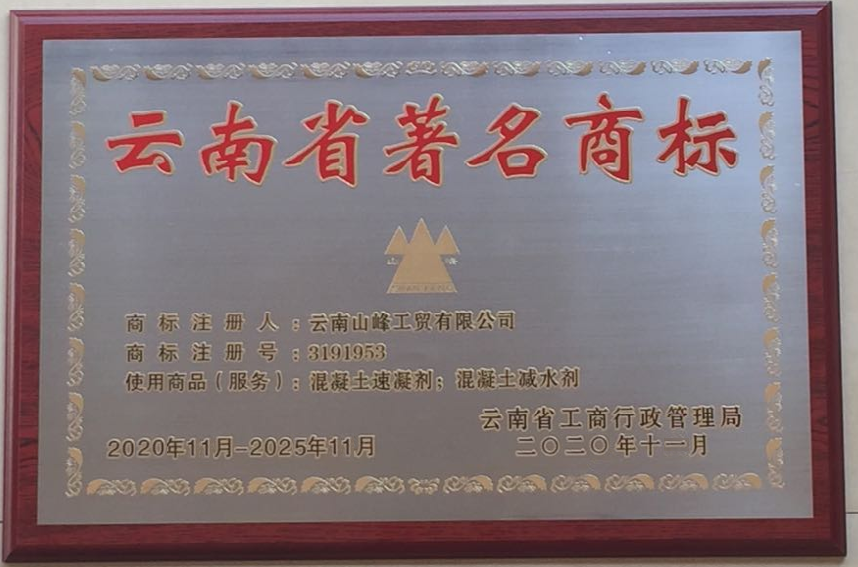 云南省著名商标
山 峰
SHAN FENG
商标注册人：云南山峰工贸有限公司
商标注册号：3191953
使用商品（服务）：混凝土速凝剂；混凝土减水剂
云南省工商行政管理局
2020年11月-2025年11月
二〇二〇年十一月